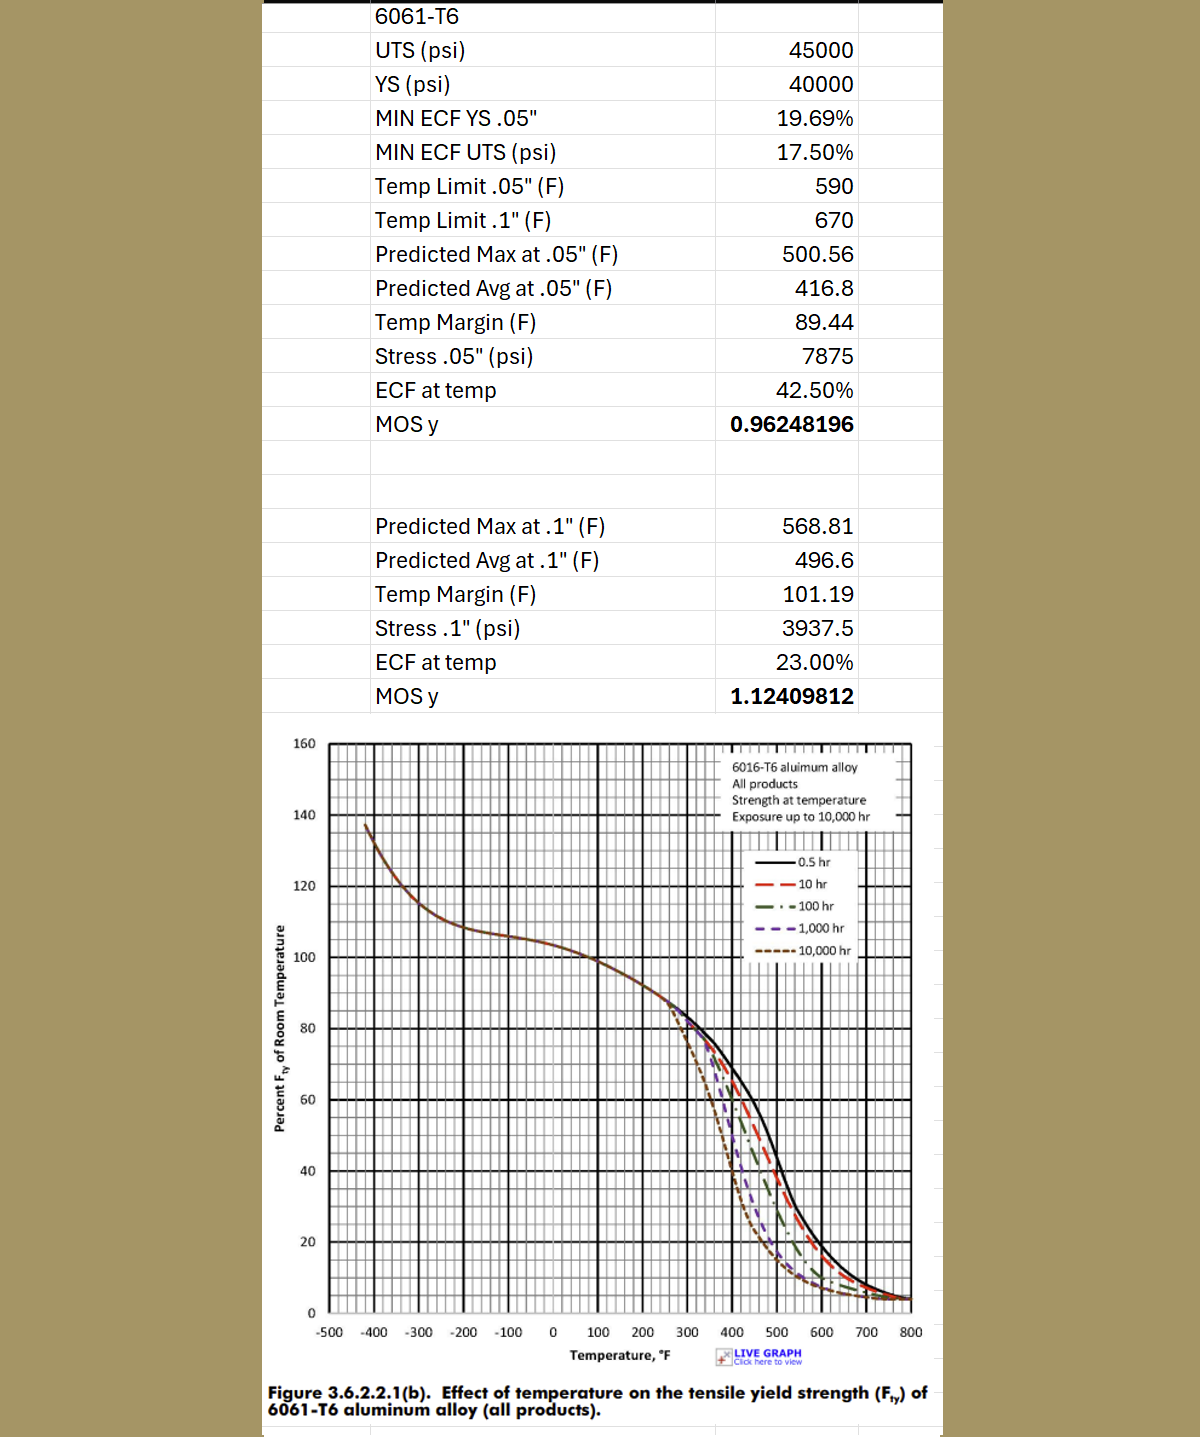 6061-T6
UTS (psi) 45000
YS (psi) 40000
MIN ECF YS .05" 19.69%
MIN ECF UTS (psi) 17.50%
Temp Limit .05" (F) 590
Temp Limit .1" (F) 670
Predicted Max at .05" (F) 500.56
Predicted Avg at .05" (F) 416.8
Temp Margin (F) 89.44
Stress .05" (psi) 7875
ECF at temp 42.50%
MOS y 0.96248196
Predicted Max at .1" (F) 568.81
Predicted Avg at .1" (F) 496.6
Temp Margin (F) 101.19
Stress .1" (psi) 3937.5
ECF at temp 23.00%
MOS y 1.12409812
160
140
120
100
80
60
40
20
0
Percent Fty of Room Temperature
6016-T6 aluimum alloy
All products
Strength at temperature
Exposure up to 10,000 hr
0.5 hr
10 hr
100 hr
1,000 hr
10,000 hr
-500 -400 -300 -200 -100 0 100 200 300 400 500 600 700 800
Temperature, °F
LIVE GRAPH
Click here to view
Figure 3.6.2.2.1(b). Effect of temperature on the tensile yield strength (Fty) of
6061-T6 aluminum alloy (all products).